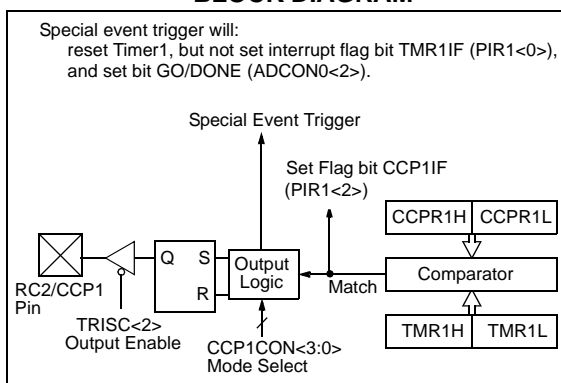 BLOCK DIAGRAM
Special event trigger will:
reset Timer1, but not set interrupt flag bit TMR1IF (PIR1<0>),
and set bit GO/DONE (ADCON0<2>).
Special Event Trigger
Set Flag bit CCP1IF
(PIR1<2>)
CCPR1H CCPR1L
Q S
R
Output
Logic
Match
Comparator
RC2/CCP1
Pin
TRISC<2>
Output Enable
CCP1CON<3:0>
Mode Select
TMR1H TMR1L